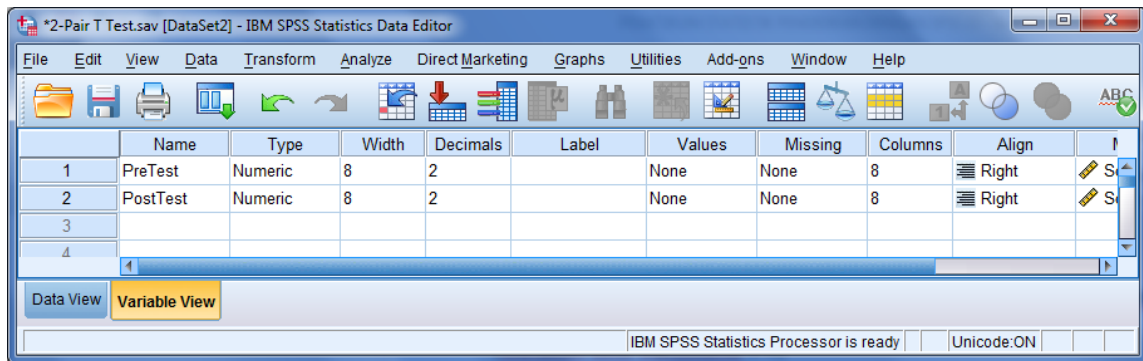 *2-Pair T Test.sav [DataSet2] - IBM SPSS Statistics Data Editor
File Edit View Data Transform Analyze Direct Marketing Graphs Utilities Add-ons Window Help
Name Type Width Decimals Label Values Missing Columns Align
1 PreTest Numeric 8 2 None None 8 Right
2 PostTest Numeric 8 2 None None 8 Right
3
4
Data View Variable View
IBM SPSS Statistics Processor is ready Unicode:ON